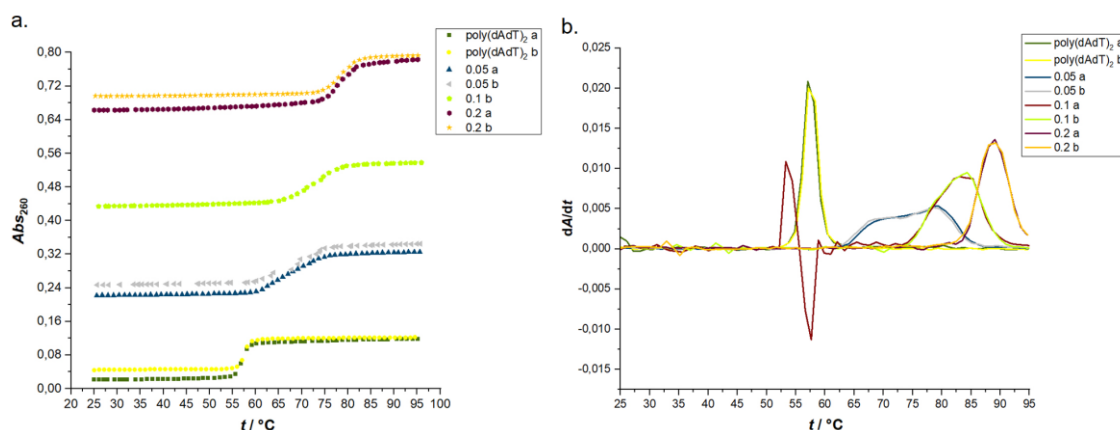 a.
Abs260
0,80
0,72
0,64
0,56
0,48
0,40
0,32
0,24
0,16
0,08
0,00
20 25 30 35 40 45 50 55 60 65 70 75 80 85 90 95 100
t / °C
poly(dAdT)2 a
poly(dAdT)2 b
0.05 a
0.05 b
0.1 b
0.2 a
0.2 b
b.
dA/dt
0,025
0,020
0,015
0,010
0,005
0,000
-0,005
-0,010
-0,015
25 30 35 40 45 50 55 60 65 70 75 80 85 90 95
t / °C
poly(dAdT)2 a
poly(dAdT)2 b
0.05 a
0.05 b
0.1 a
0.1 b
0.2 a
0.2 b